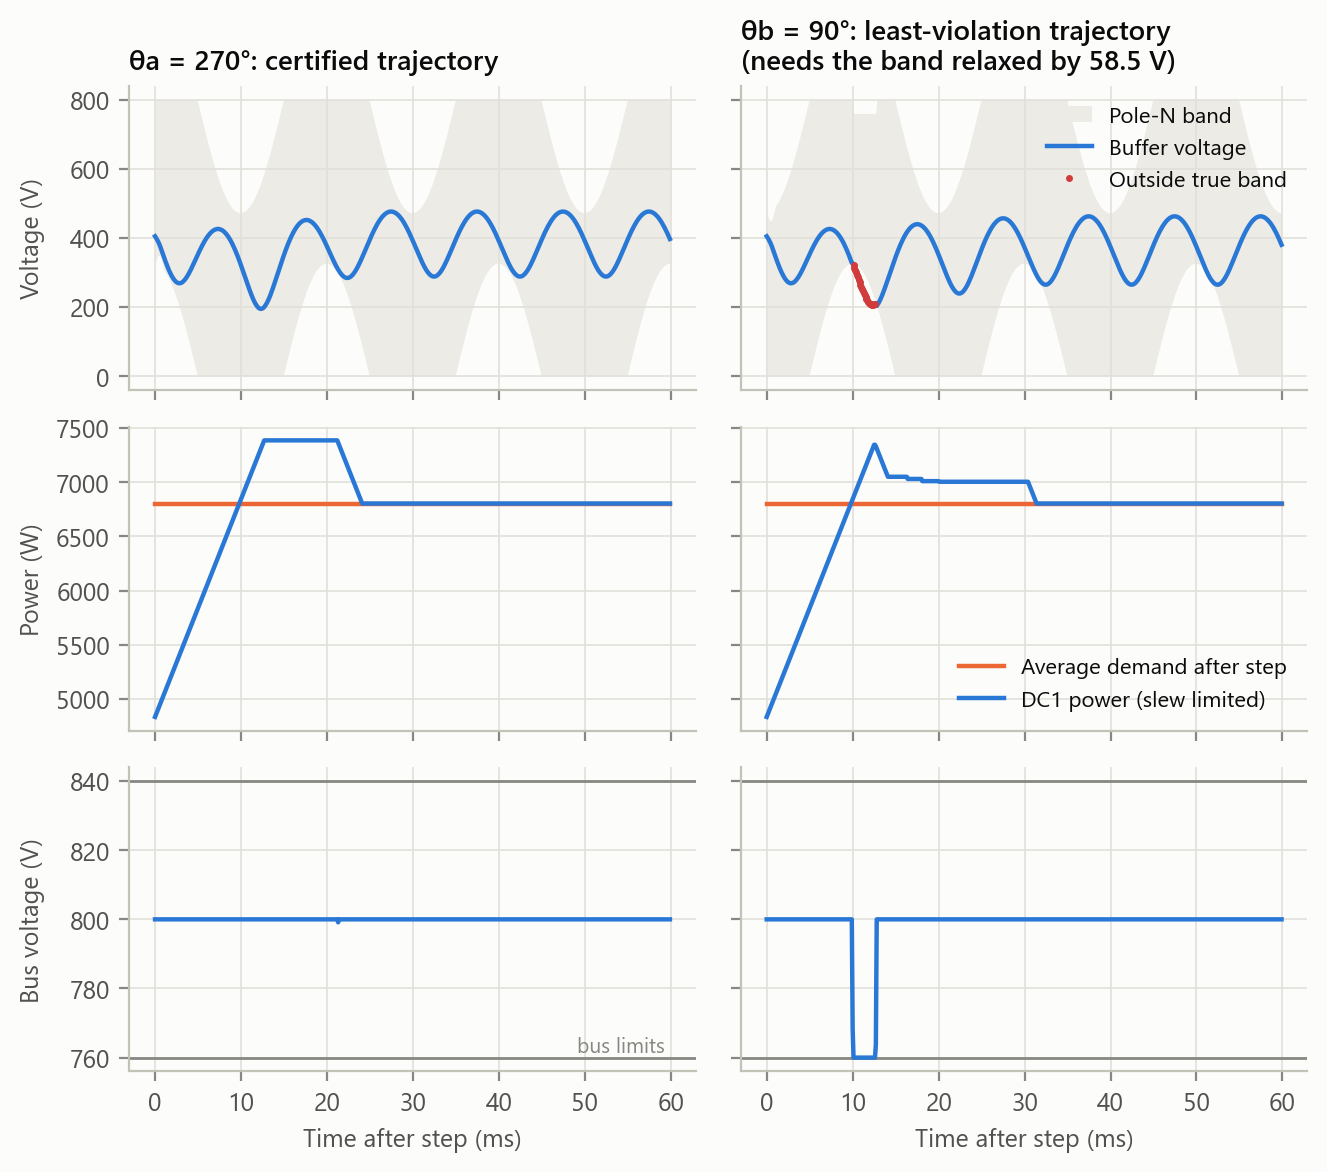 θa = 270°: certified trajectory
θb = 90°: least-violation trajectory
(needs the band relaxed by 58.5 V)
Voltage (V)
800
600
400
200
0
Pole-N band
Buffer voltage
Outside true band
Power (W)
7500
7000
6500
6000
5500
5000
Average demand after step
DC1 power (slew limited)
Bus voltage (V)
840
820
800
780
760
bus limits
0 10 20 30 40 50 60
Time after step (ms)
0 10 20 30 40 50 60
Time after step (ms)